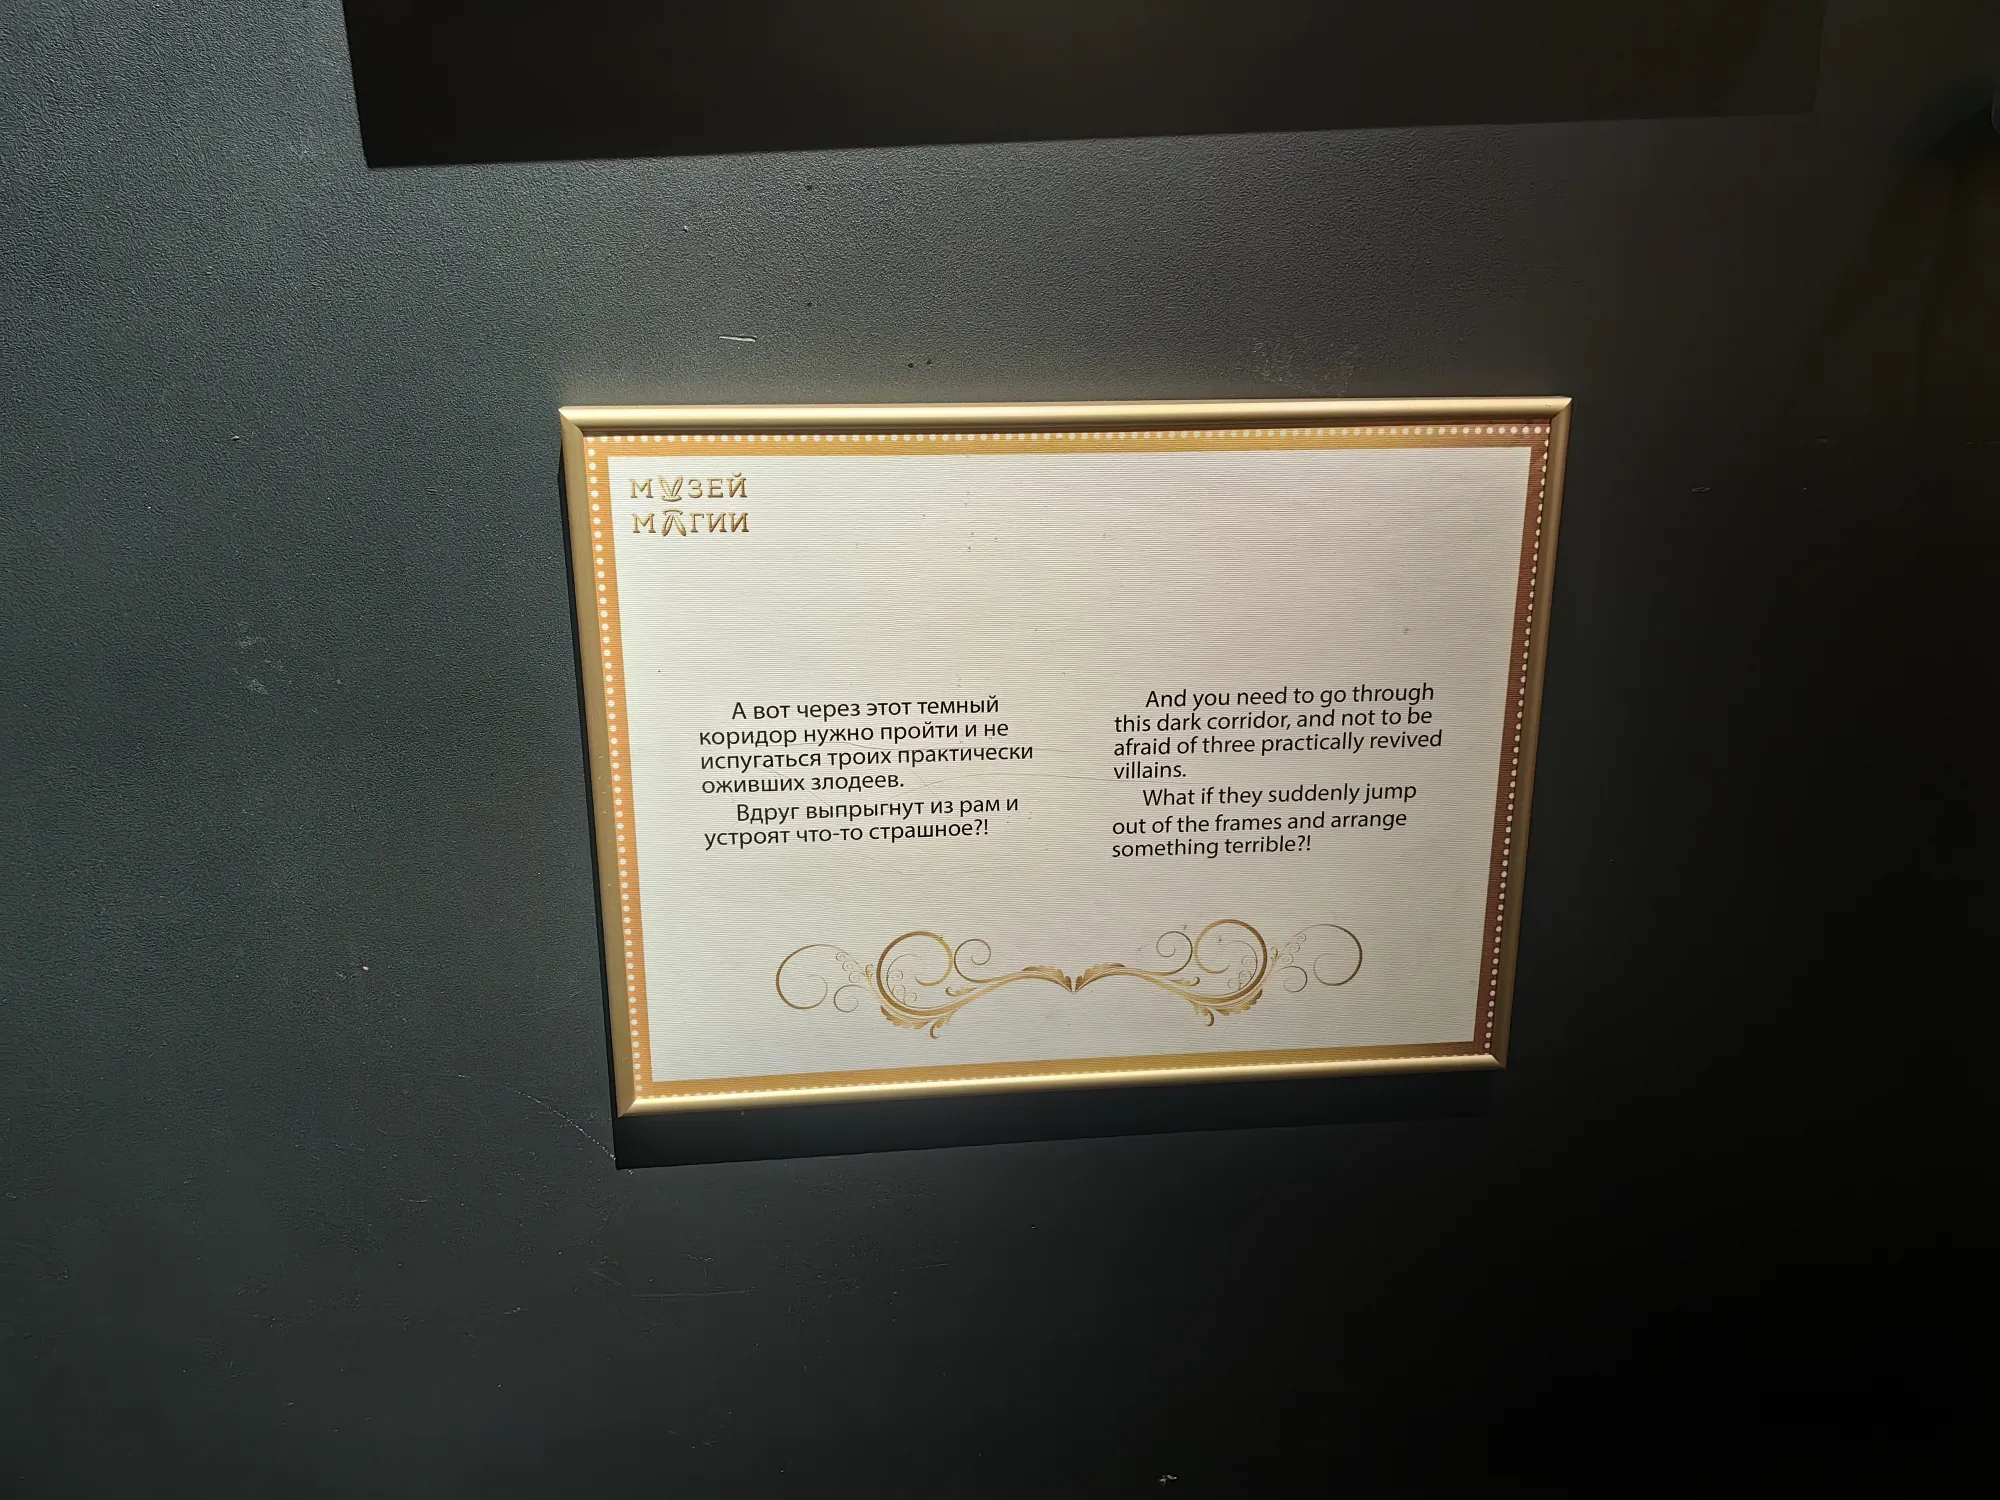 МУЗЕЙ
МАГИИ
А вот через этот темный
коридор нужно пройти и не
испугаться троих практически
оживших злодеев.
Вдруг выпрыгнут из рам и
устроят что-то страшное?!
And you need to go through
this dark corridor, and not to be
afraid of three practically revived
villains.
What if they suddenly jump
out of the frames and arrange
something terrible?!